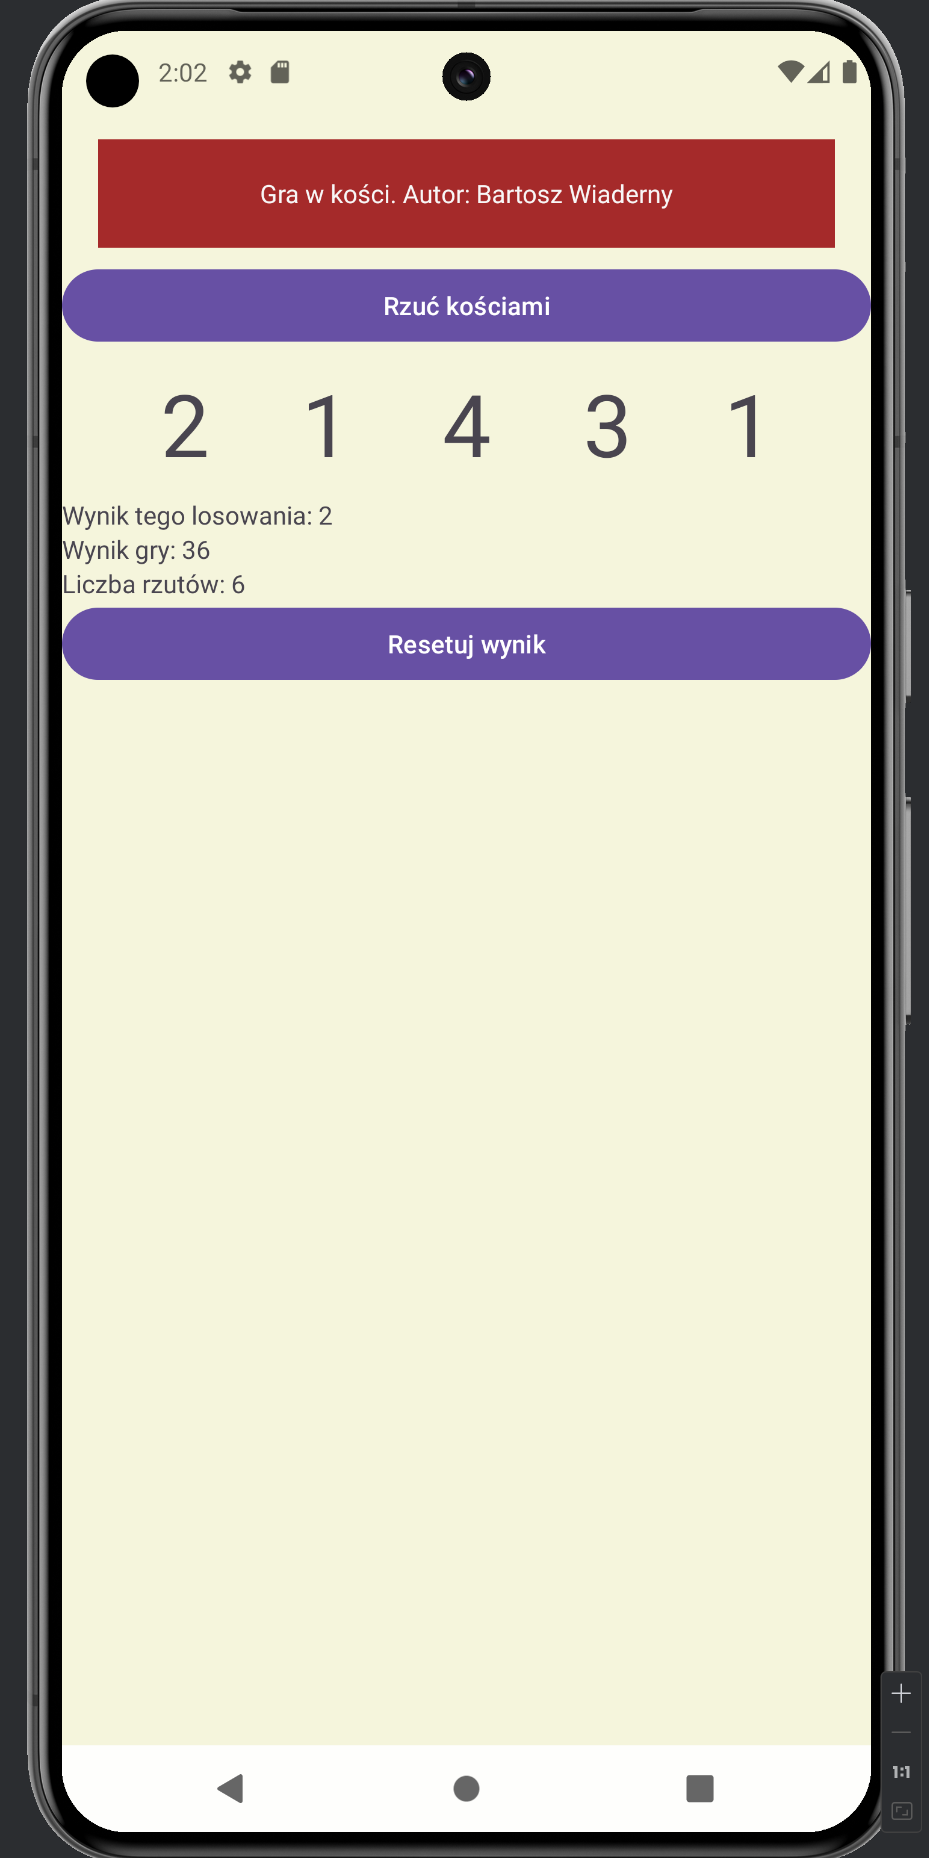 2:02
Gra w kości. Autor: Bartosz Wiaderny
Rzuć kościami
2 1 4 3 1
Wynik tego losowania: 2
Wynik gry: 36
Liczba rzutów: 6
Resetuj wynik
1:1